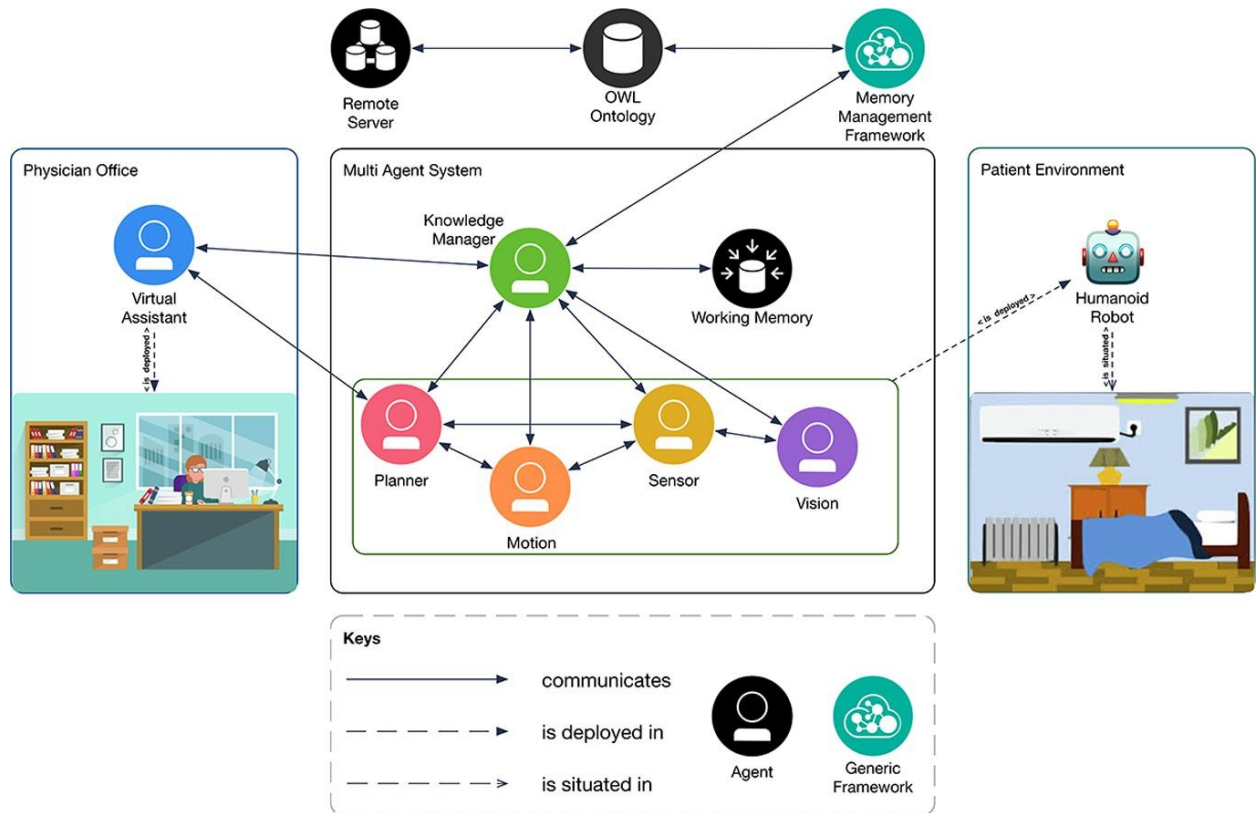 Remote
Server
OWL
Ontology
Memory
Management
Framework
Physician Office
Virtual
Assistant
< is deployed >
Multi Agent System
Knowledge
Manager
Working Memory
Planner
Motion
Sensor
Vision
< is deployed >
Patient Environment
Humanoid
Robot
< is situated >
Keys
communicates
is deployed in
is situated in
Agent
Generic
Framework